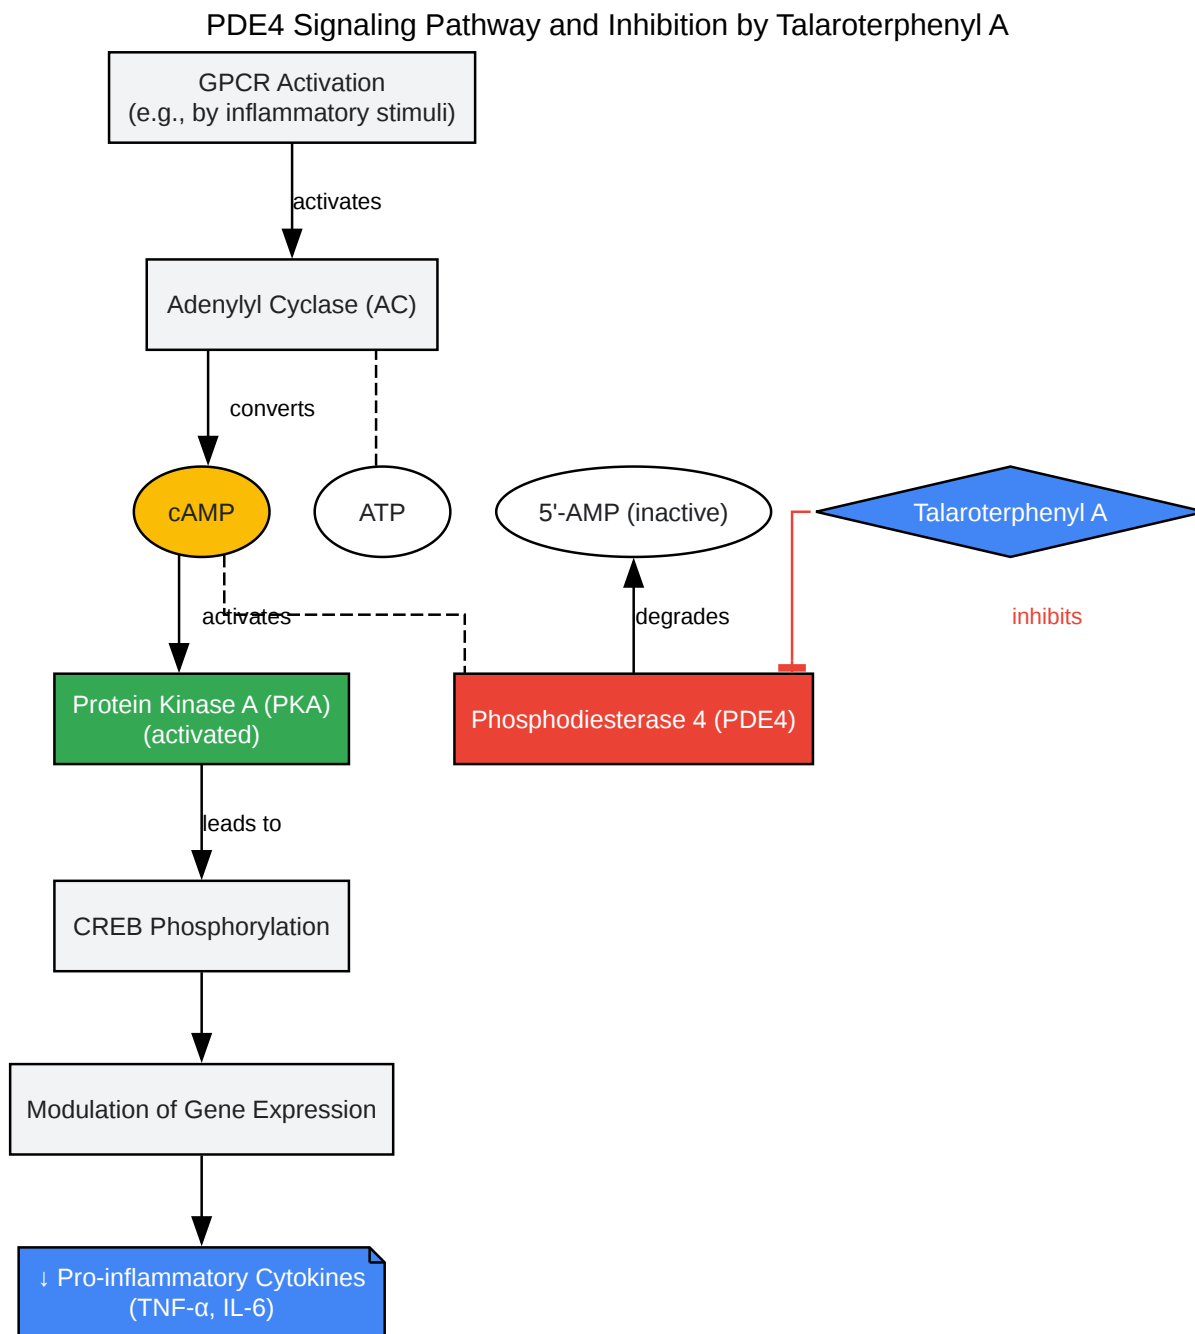 PDE4 Signaling Pathway and Inhibition by Talaroterphenyl A
GPCR Activation
(e.g., by inflammatory stimuli)
activates
Adenylyl Cyclase (AC)
converts
cAMP
ATP
5'-AMP (inactive)
Talaroterphenyl A
activates
degrades
inhibits
Protein Kinase A (PKA)
(activated)
Phosphodiesterase 4 (PDE4)
leads to
CREB Phosphorylation
Modulation of Gene Expression
↓ Pro-inflammatory Cytokines
(TNF-α, IL-6)